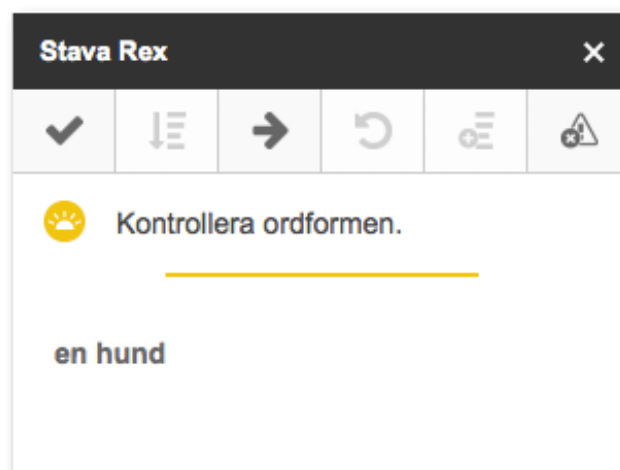 Stava Rex
Kontrollera ordformen.
en hund